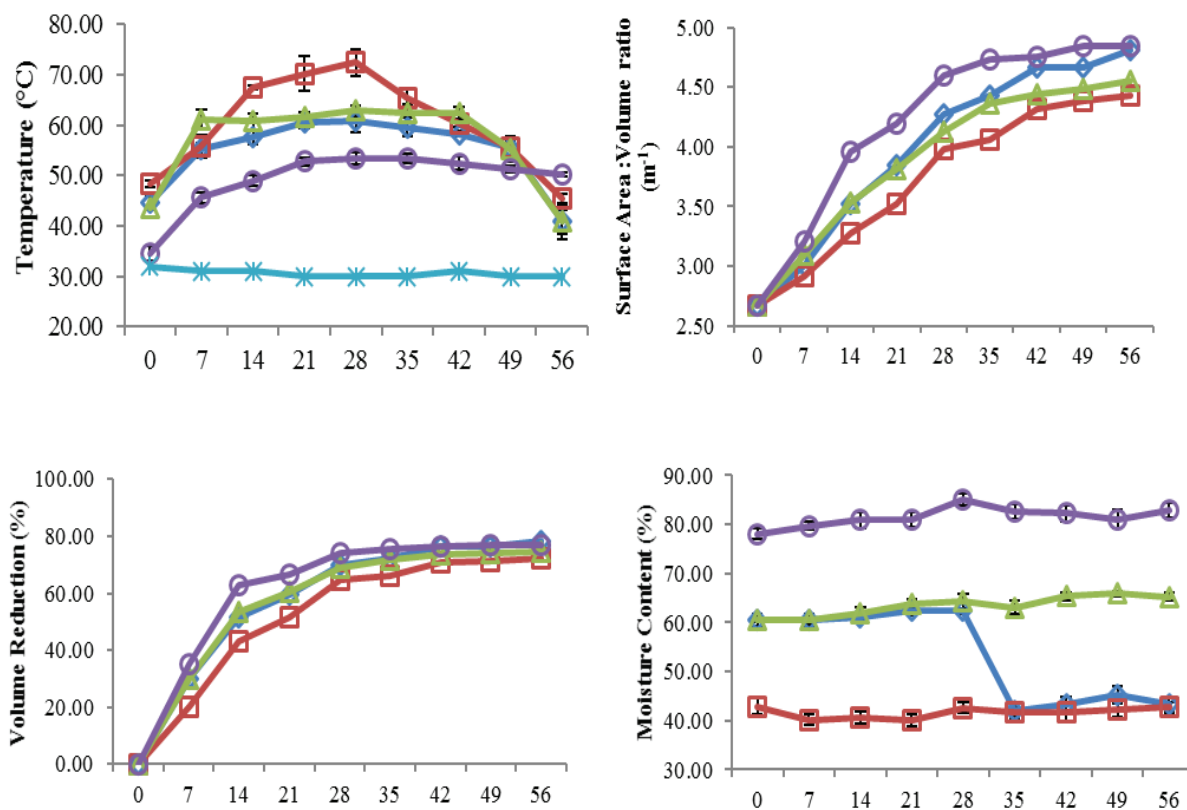 Temperature (°C)
80.00
70.00
60.00
50.00
40.00
30.00
20.00
0 7 14 21 28 35 42 49 56
Surface Area :Volume ratio
(m-1)
5.00
4.50
4.00
3.50
3.00
2.50
0 7 14 21 28 35 42 49 56
Volume Reduction (%)
100.00
80.00
60.00
40.00
20.00
0.00
0 7 14 21 28 35 42 49 56
Moisture Content (%)
90.00
80.00
70.00
60.00
50.00
40.00
30.00
0 7 14 21 28 35 42 49 56